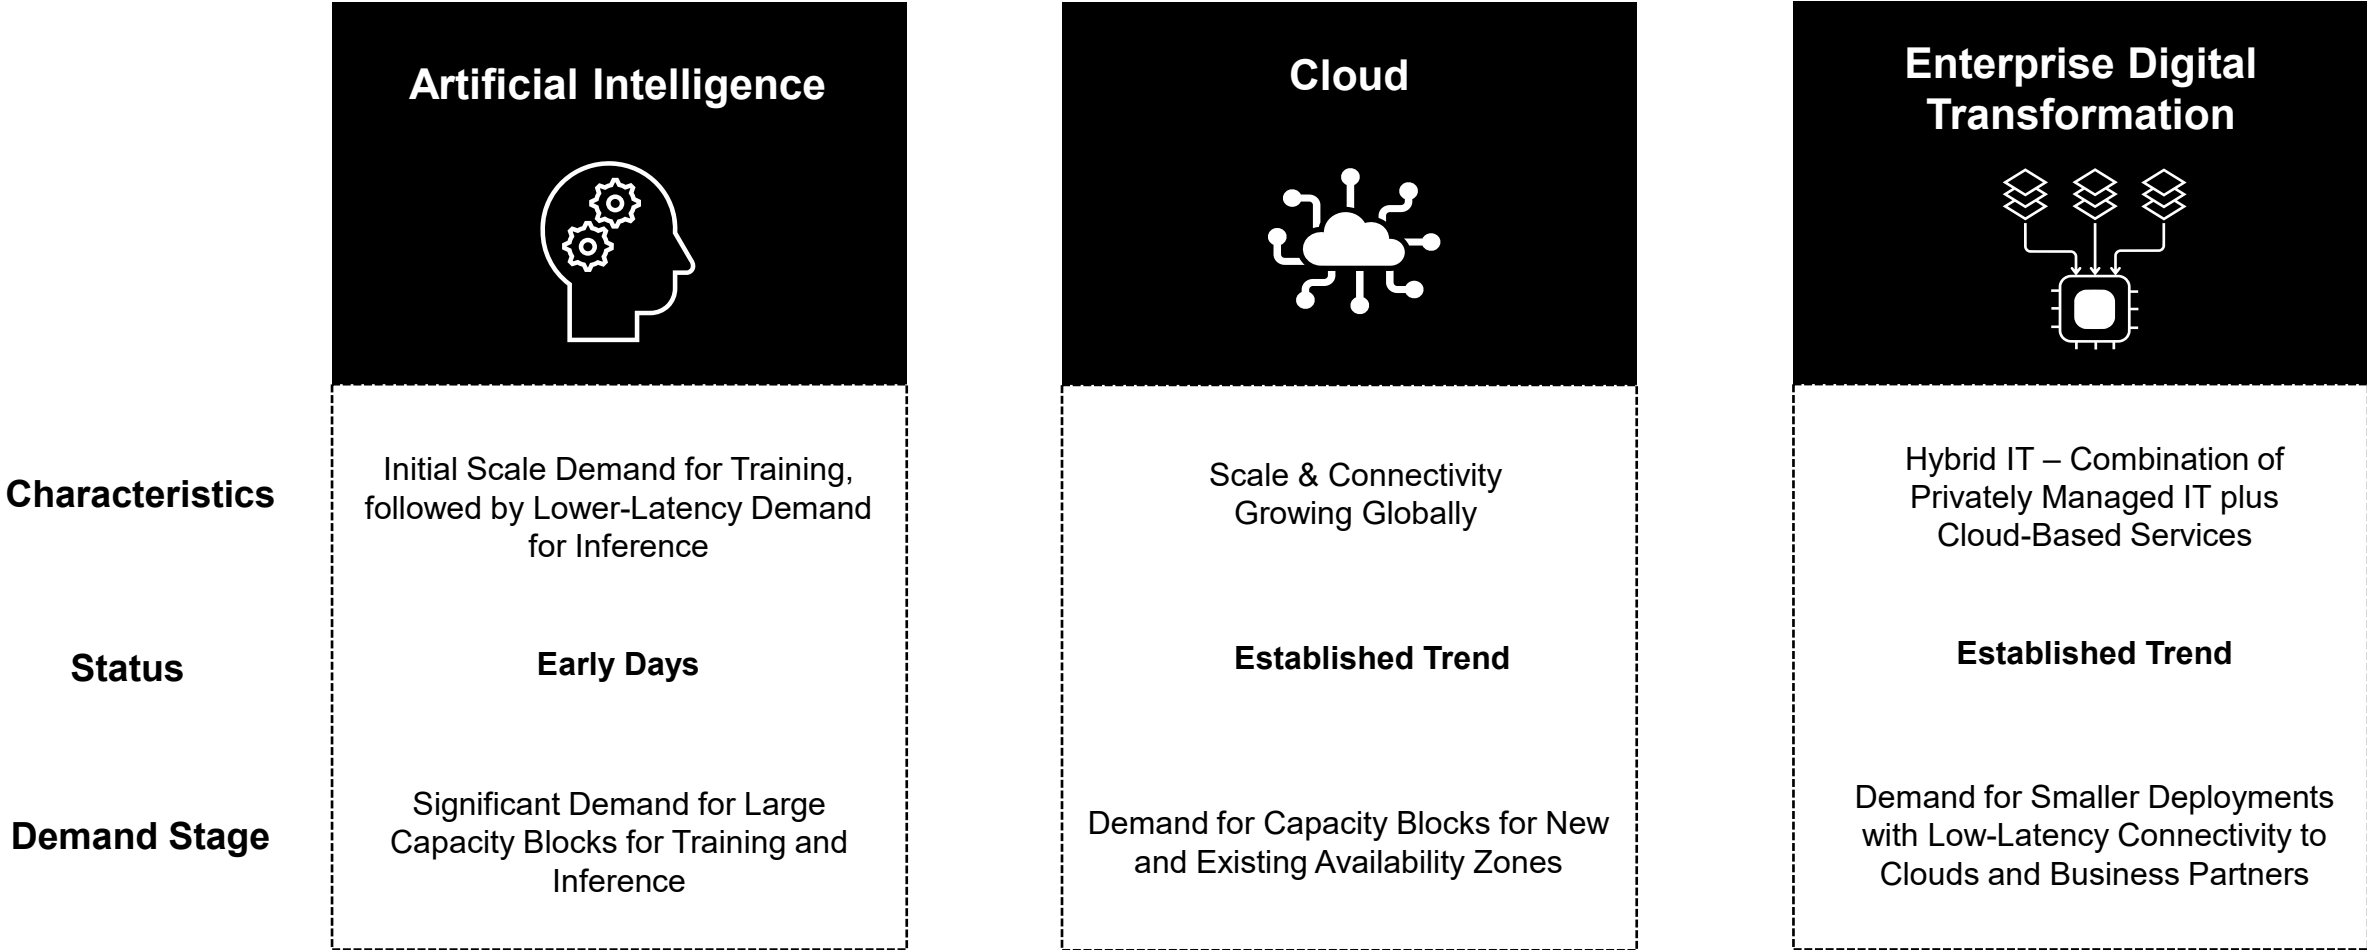 Artificial Intelligence
Cloud
Enterprise Digital
Transformation
Characteristics
Initial Scale Demand for Training,
followed by Lower-Latency Demand
for Inference
Scale & Connectivity
Growing Globally
Hybrid IT – Combination of
Privately Managed IT plus
Cloud-Based Services
Status
Early Days
Established Trend
Established Trend
Demand Stage
Significant Demand for Large
Capacity Blocks for Training and
Inference
Demand for Capacity Blocks for New
and Existing Availability Zones
Demand for Smaller Deployments
with Low-Latency Connectivity to
Clouds and Business Partners